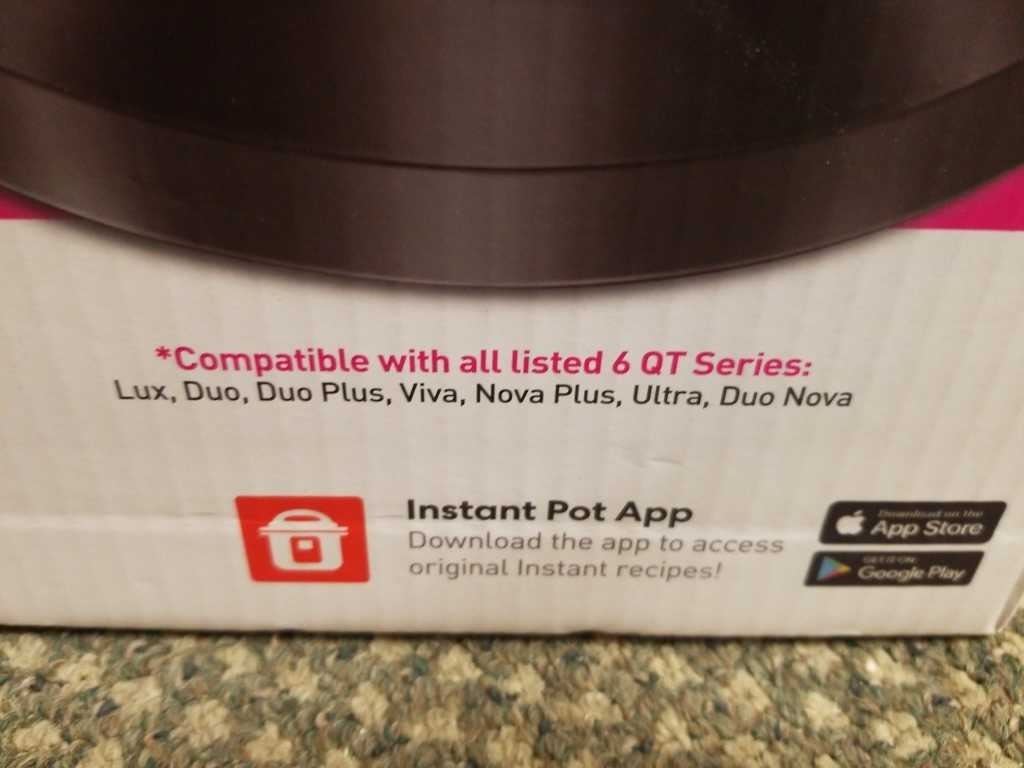 *Compatible with all listed 6 QT Series:
Lux, Duo, Duo Plus, Viva, Nova Plus, Ultra, Duo Nova
Instant Pot App
Download the app to access
original Instant recipes!
Download on the
App Store
GET IT ON
Google Play